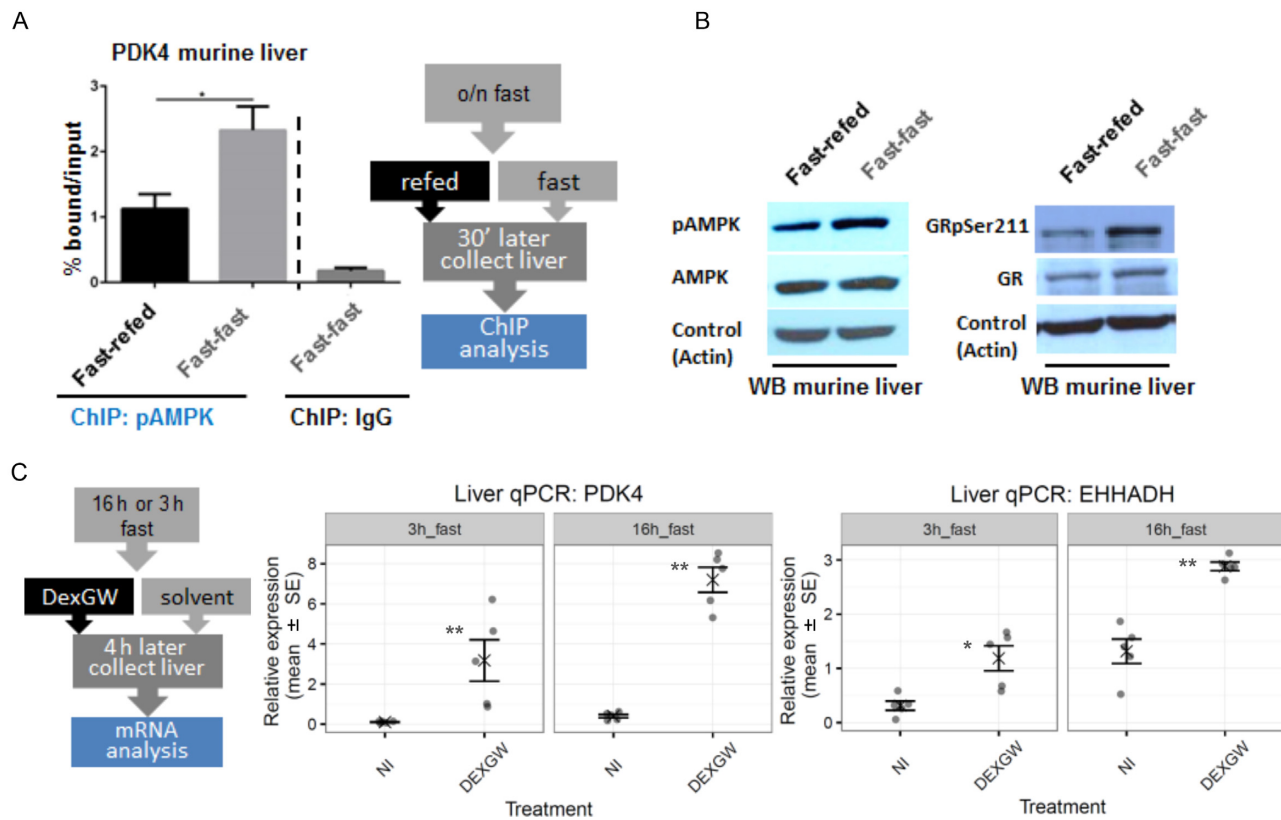 A
PDK4 murine liver
% bound/input
3
2
1
0
*
Fast-refed
Fast-fast
Fast-fast
ChIP: pAMPK
ChIP: IgG
o/n fast
refed
fast
30' later
collect liver
ChIP
analysis
B
Fast-refed
Fast-fast
pAMPK
AMPK
Control
(Actin)
WB murine liver
Fast-refed
Fast-fast
GRpSer211
GR
Control
(Actin)
WB murine liver
C
16h or 3h
fast
DexGW
solvent
4h later
collect liver
mRNA
analysis
Liver qPCR: PDK4
3h_fast
16h_fast
Relative expression
(mean ± SE)
8
6
4
2
0
**
**
NI
DEXGW
NI
DEXGW
Treatment
Liver qPCR: EHHADH
3h_fast
16h_fast
Relative expression
(mean ± SE)
3
2
1
0
*
**
NI
DEXGW
NI
DEXGW
Treatment